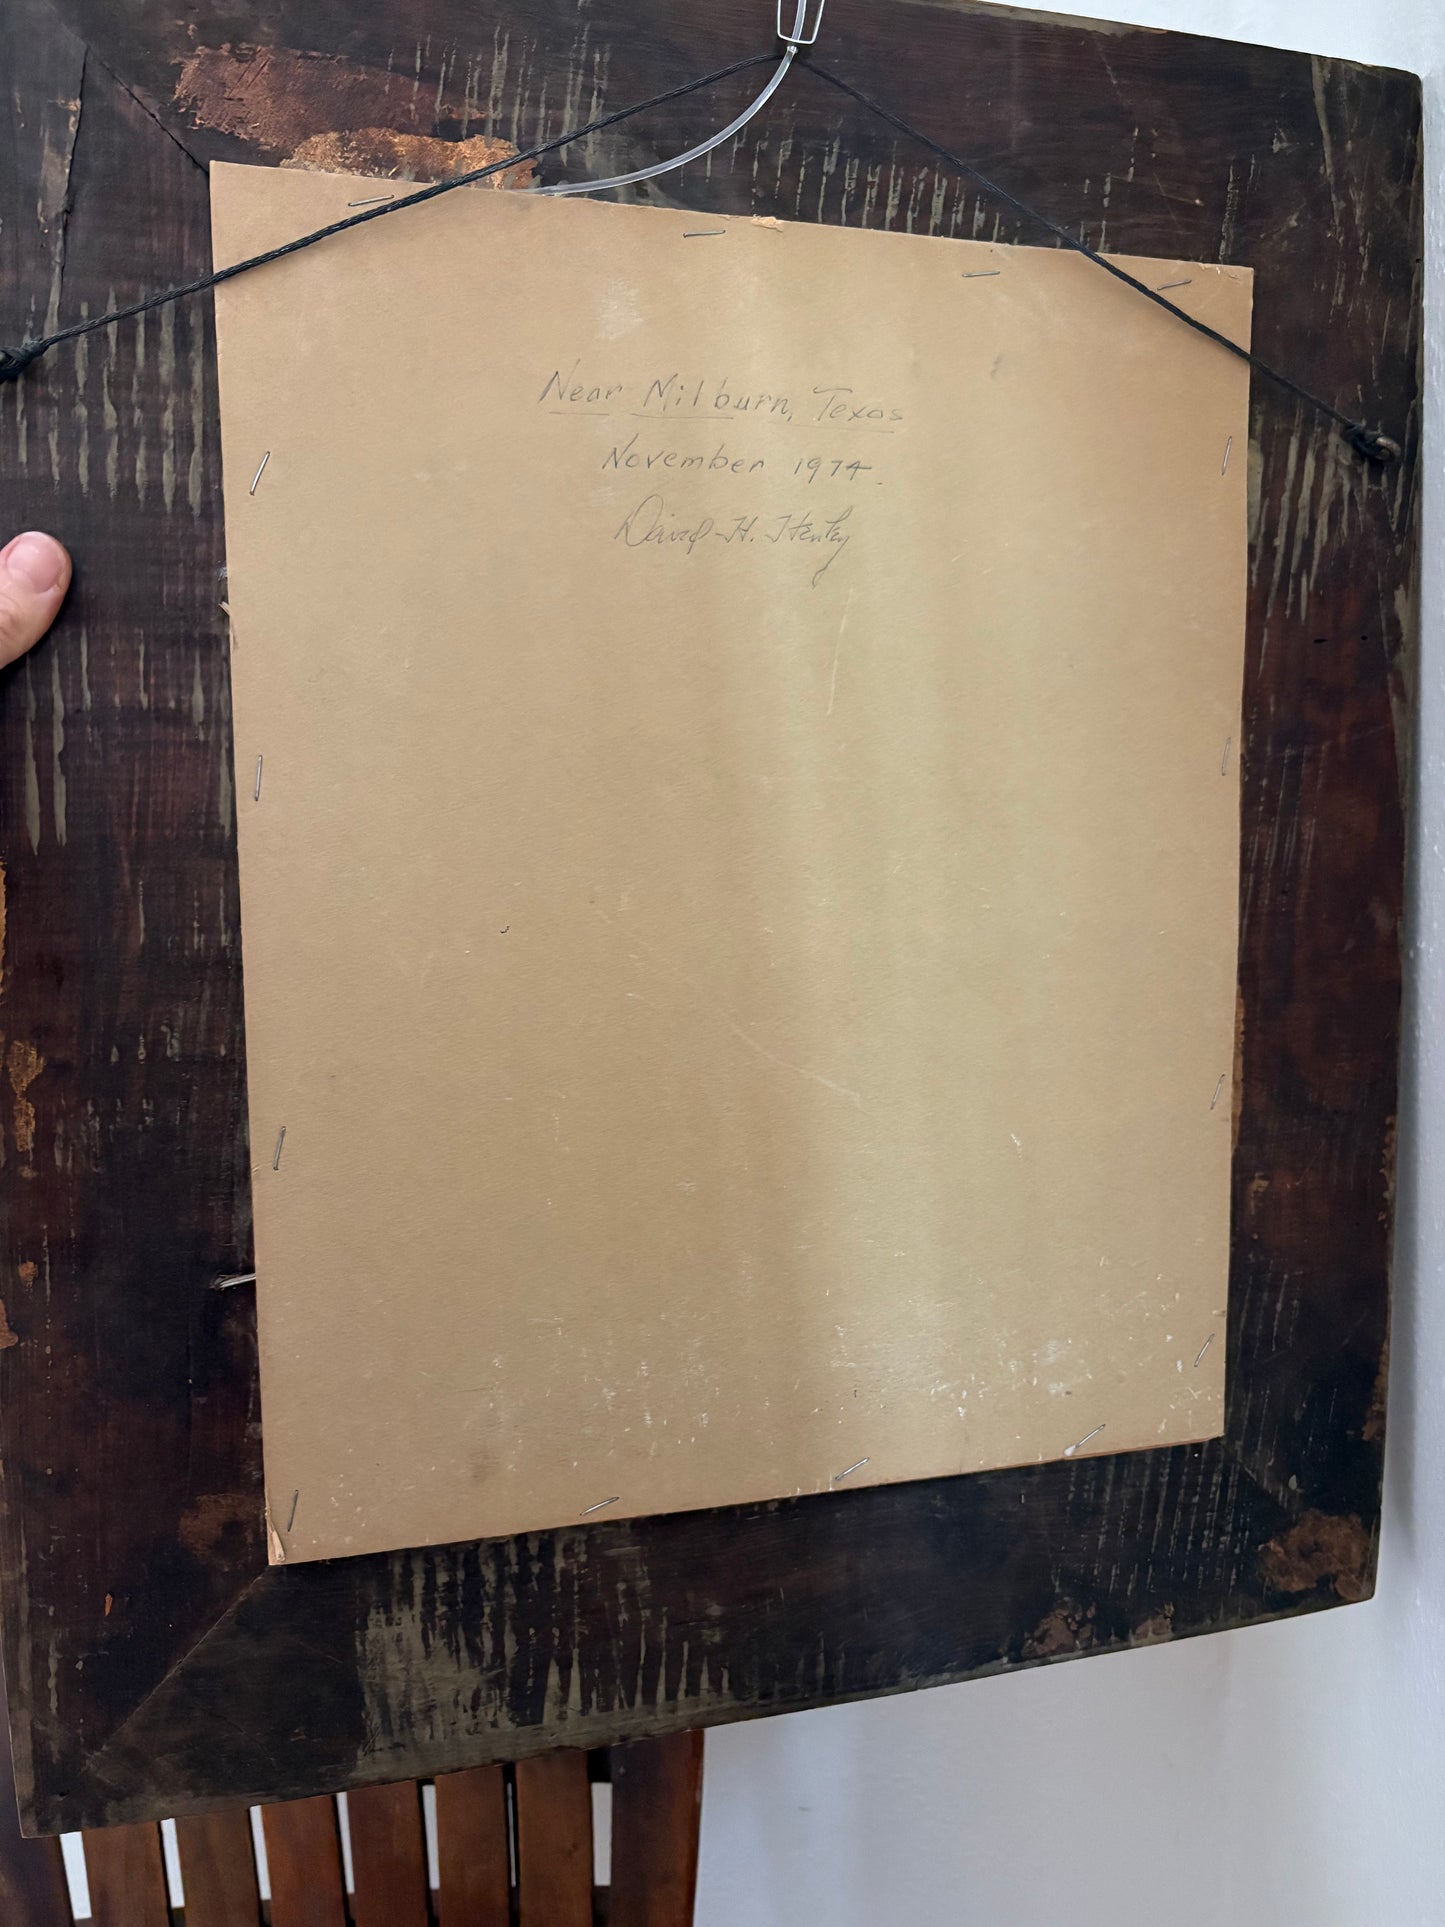 Near Milburn, Texas
November 1974.
David H. Henley